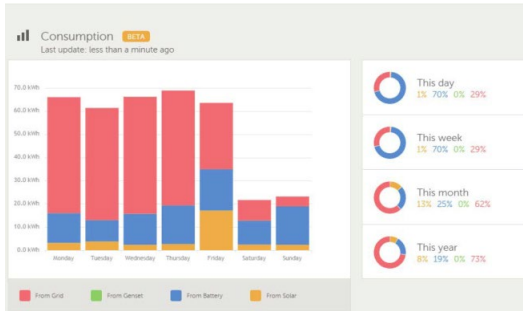 Consumption BETA
Last update: less than a minute ago
70.0 kWh
60.0 kWh
50.0 kWh
40.0 kWh
30.0 kWh
20.0 kWh
10.0 kWh
0.0 kWh
Monday Tuesday Wednesday Thursday Friday Saturday Sunday
From Grid From Genset From Battery From Solar
This day
1% 70% 0% 29%
This week
1% 70% 0% 29%
This month
13% 25% 0% 62%
This year
8% 19% 0% 73%